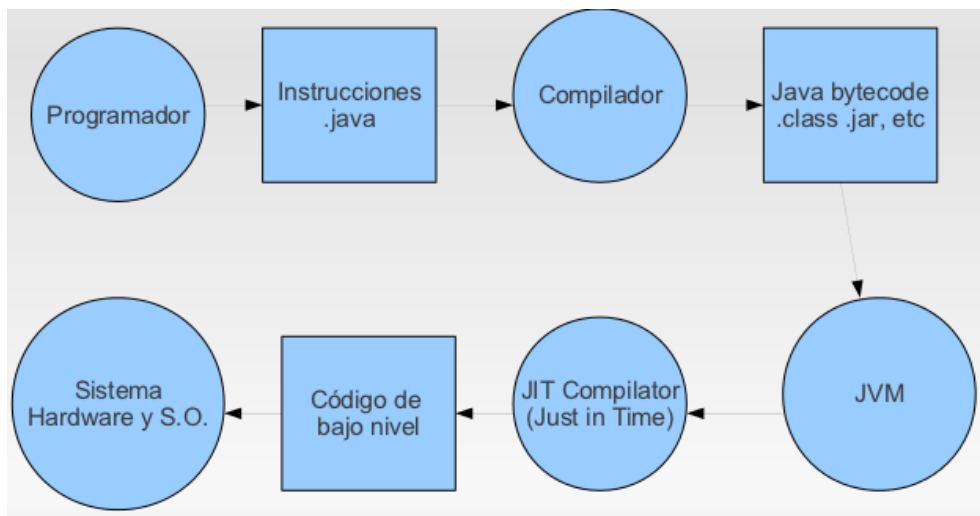 Programador
Instrucciones
.java
Compilador
Java bytecode
.class .jar, etc
JVM
JIT Compilator
(Just in Time)
Código de
bajo nivel
Sistema
Hardware y S.O.